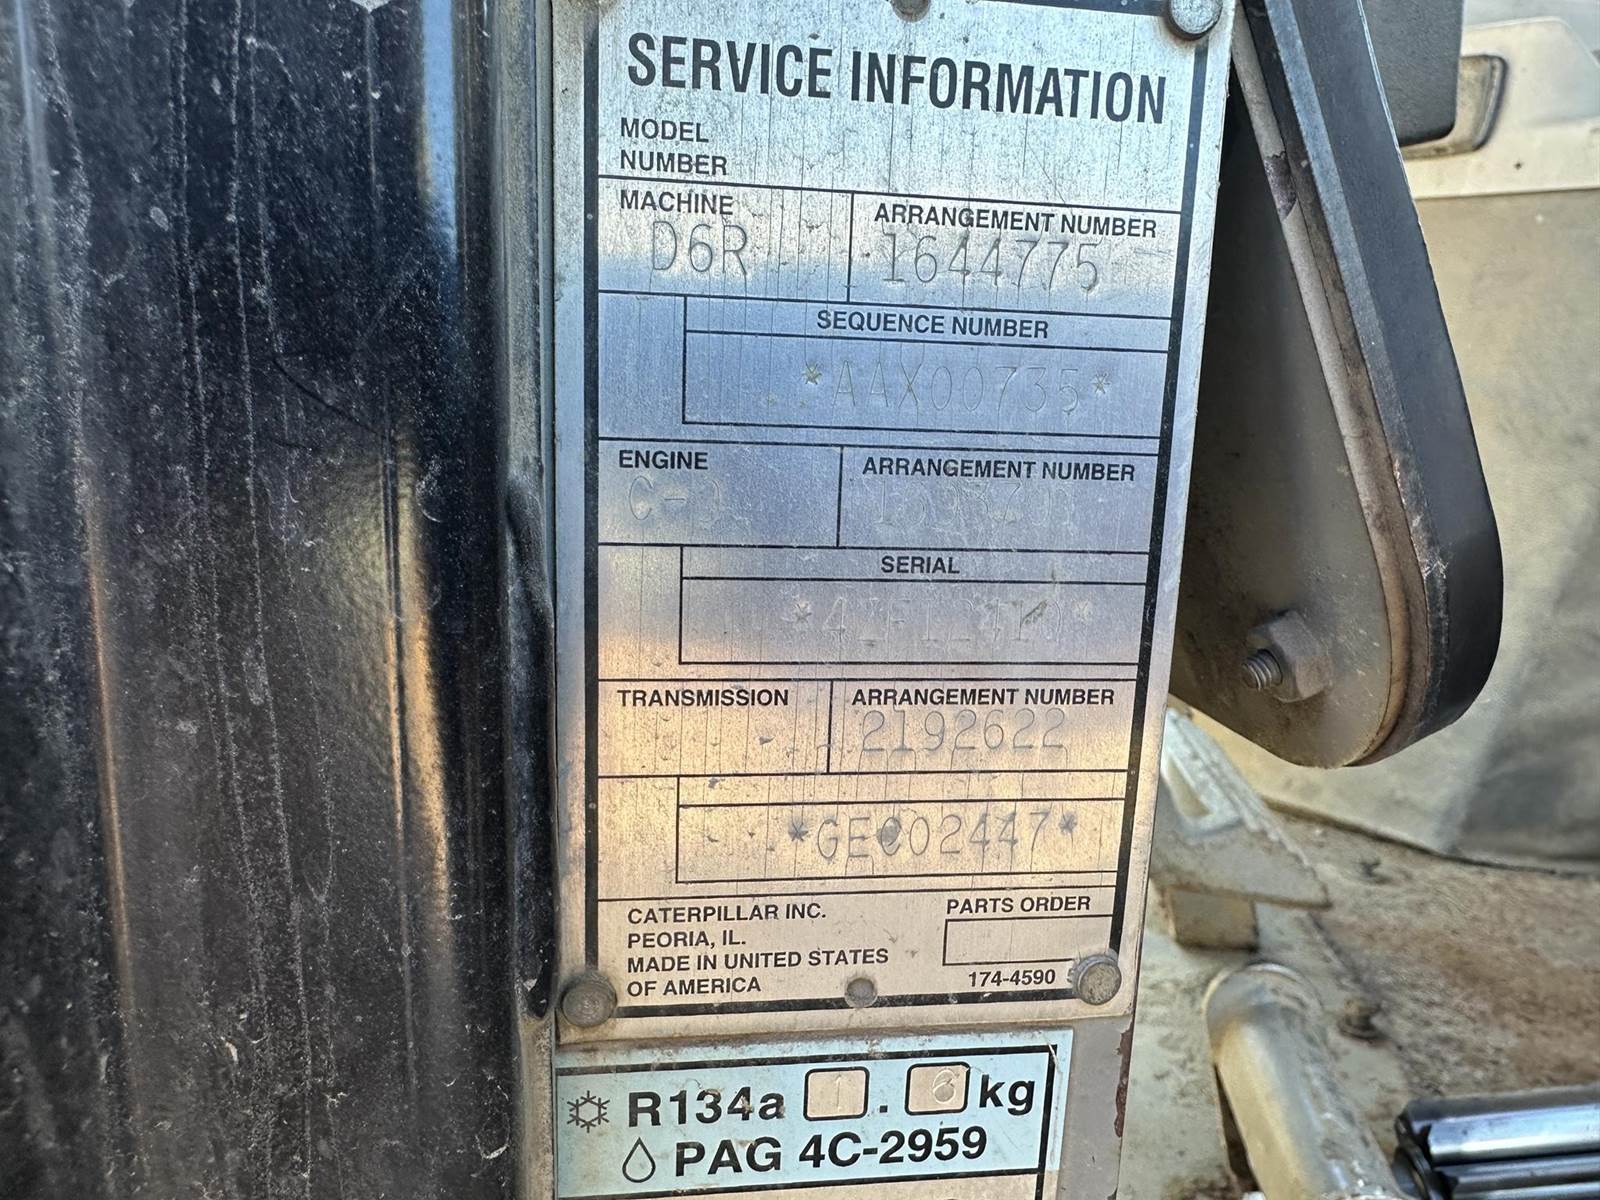 SERVICE INFORMATION
MODEL
NUMBER
MACHINE
D6R
ARRANGEMENT NUMBER
1644775
SEQUENCE NUMBER
*AAX00735*
ENGINE
ARRANGEMENT NUMBER
SERIAL
TRANSMISSION
ARRANGEMENT NUMBER
2192622
*GEC02447*
CATERPILLAR INC.
PEORIA, IL.
MADE IN UNITED STATES
OF AMERICA
PARTS ORDER
174-4590
R134a 1 . 6 kg
PAG 4C-2959